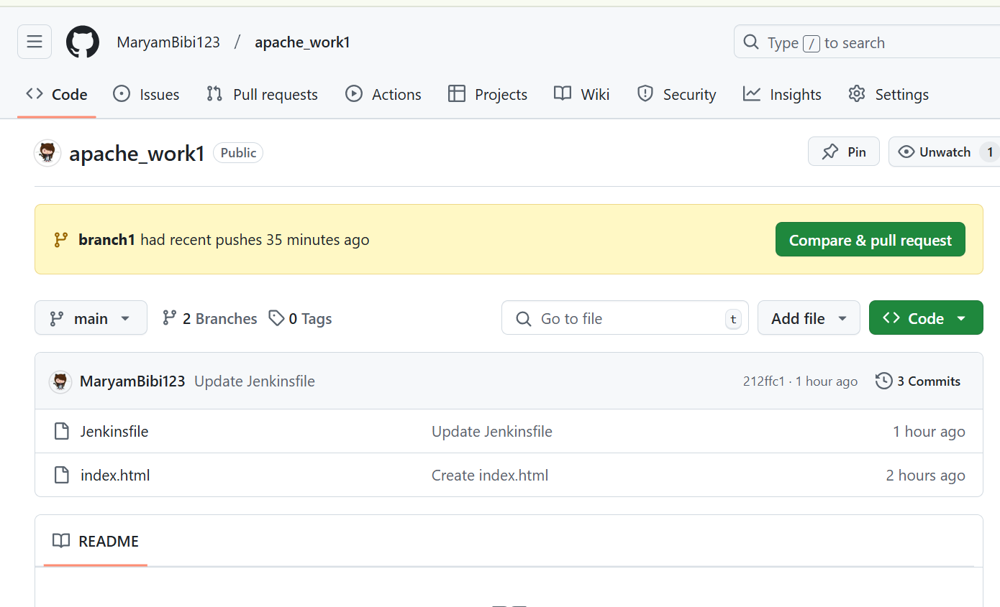 MaryamBibi123 / apache_work1
Type / to search
Code Issues Pull requests Actions Projects Wiki Security Insights Settings
apache_work1 Public
Pin
Unwatch 1
branch1 had recent pushes 35 minutes ago
Compare & pull request
main
2 Branches
0 Tags
Go to file t
Add file
Code
MaryamBibi123 Update Jenkinsfile
212ffc1 · 1 hour ago
3 Commits
Jenkinsfile Update Jenkinsfile 1 hour ago
index.html Create index.html 2 hours ago
README